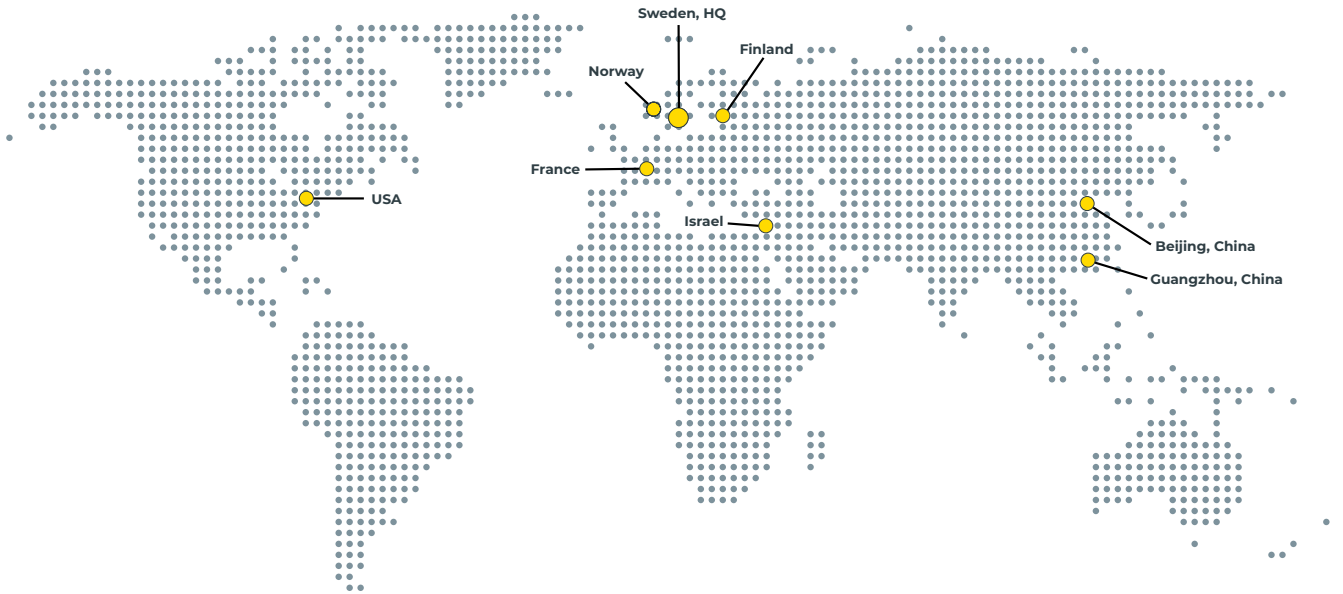 Sweden, HQ
Finland
Norway
France
USA
Israel
Beijing, China
Guangzhou, China